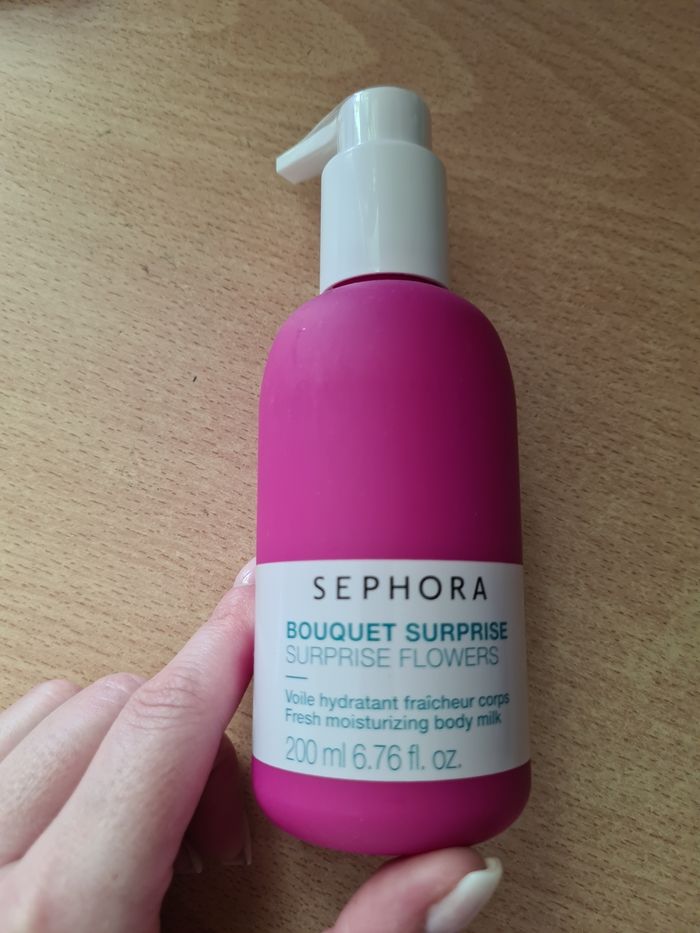 SEPHORA
BOUQUET SURPRISE
SURPRISE FLOWERS
Voile hydratant fraîcheur corps
Fresh moisturizing body milk
200 ml 6.76 fl. oz.